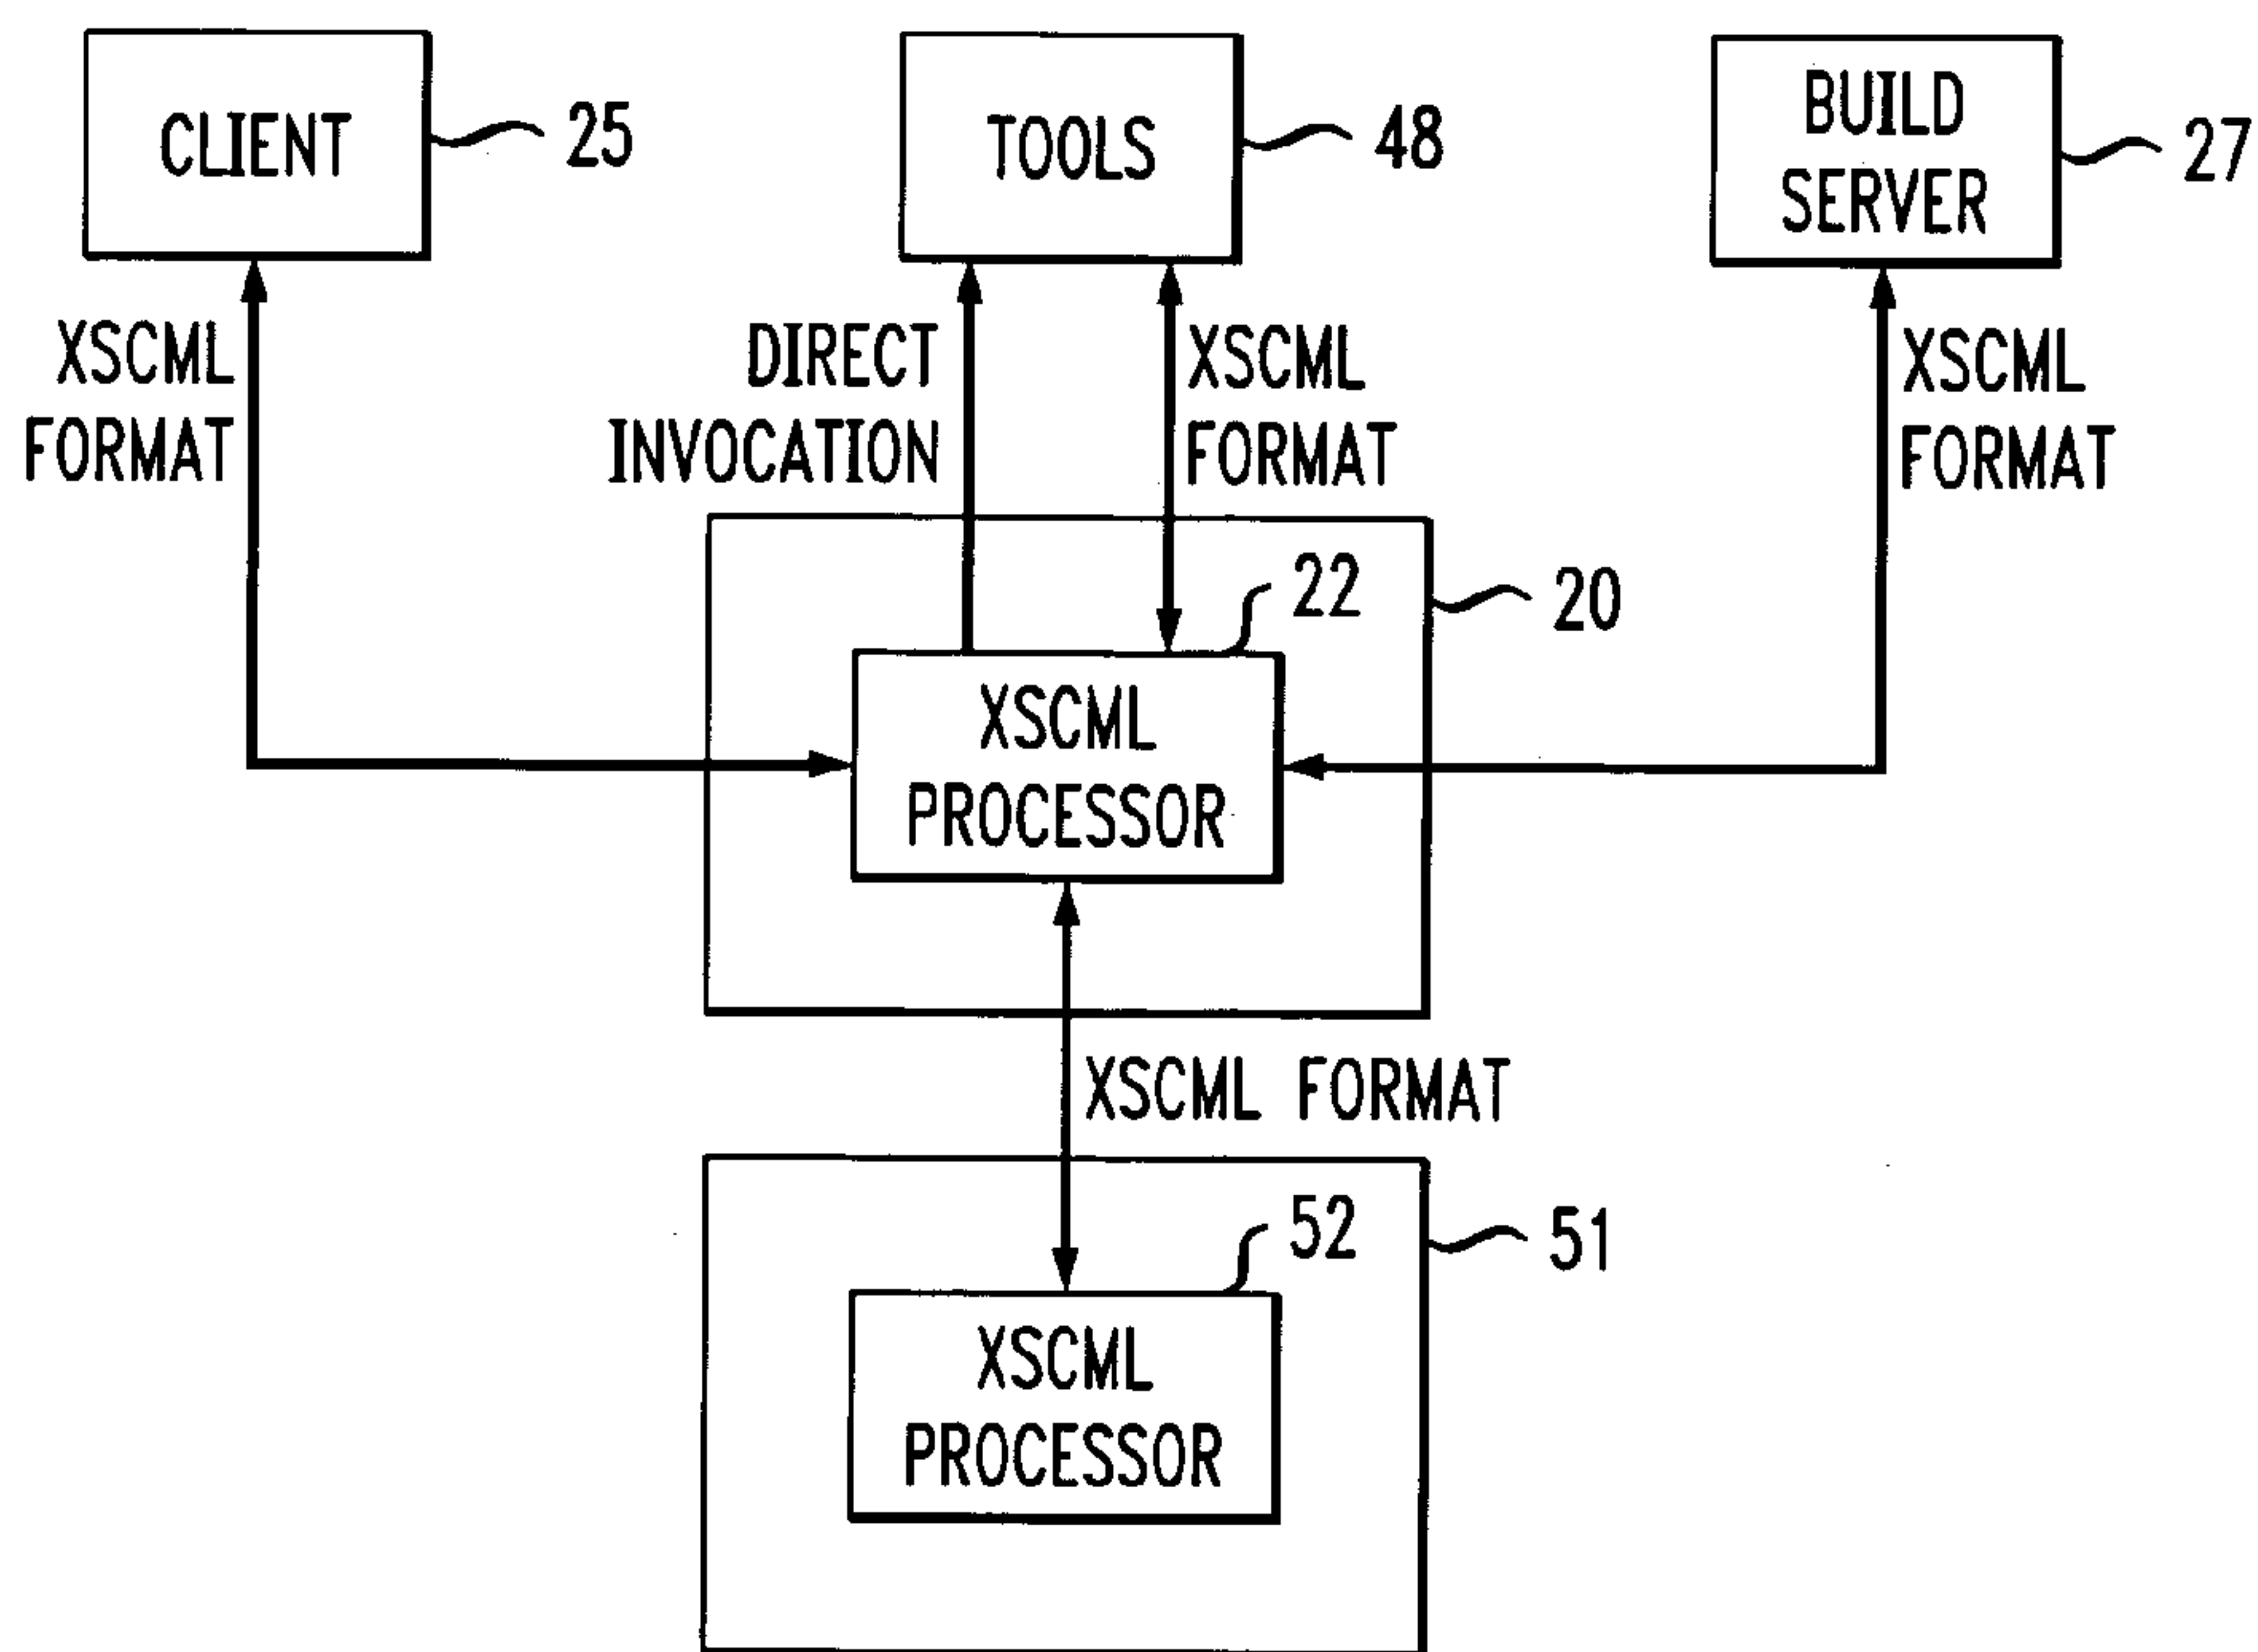 CLIENT
25
TOOLS
48
BUILD
SERVER
27
XSCML
FORMAT
DIRECT
INVOCATION
XSCML
FORMAT
XSCML
FORMAT
22
20
XSCML
PROCESSOR
XSCML FORMAT
52
51
XSCML
PROCESSOR